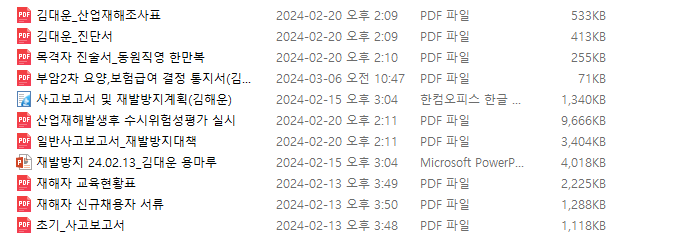 김대운_산업재해조사표 2024-02-20 오후 2:09 PDF 파일 533KB
김대운_진단서 2024-02-20 오후 2:09 PDF 파일 413KB
목격자 진술서_동원직영 한만복 2024-02-20 오후 2:10 PDF 파일 255KB
부암2차 요양,보험급여 결정 통지서(김... 2024-03-06 오전 10:47 PDF 파일 71KB
사고보고서 및 재발방지계획(김해운) 2024-02-15 오후 3:04 한컴오피스 한글 ... 1,340KB
산업재해발생후 수시위험성평가 실시 2024-02-20 오후 2:11 PDF 파일 9,666KB
일반사고보고서_재발방지대책 2024-02-20 오후 2:11 PDF 파일 3,404KB
재발방지 24.02.13_김대운 용마루 2024-02-15 오후 3:04 Microsoft PowerP... 4,018KB
재해자 교육현황표 2024-02-13 오후 3:49 PDF 파일 2,225KB
재해자 신규채용자 서류 2024-02-13 오후 3:50 PDF 파일 1,288KB
초기_사고보고서 2024-02-13 오후 3:48 PDF 파일 1,118KB